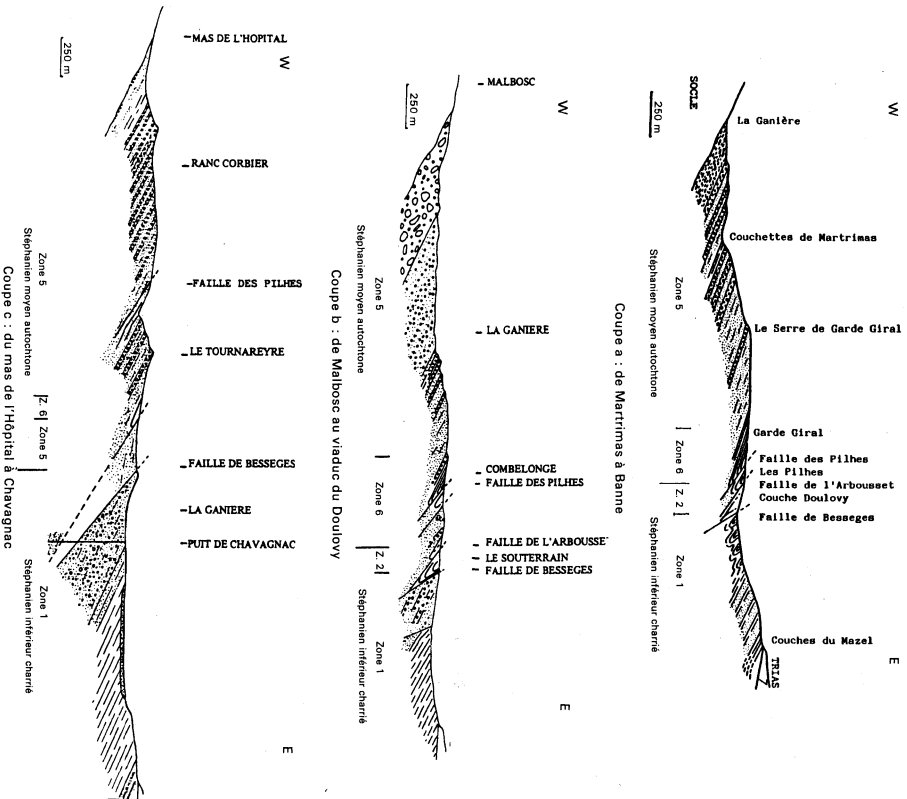 MAS DE L'HOPITAL
W
250 m
RANC CORBIER
FAILLE DES PILHES
LE TOURNAREYRE
FAILLE DE BESSEGES
LA GANIERE
PUIT DE CHAVAGNAC
E
Zone 5
Z. 6
Zone 5
Zone 1
Stéphanien moyen autochtone
Stéphanien inférieur charrié
Coupe c : du mas de l'Hôpital à Chavagnac
MALBOSC
W
250 m
LA GANIERE
COMBELONGE
FAILLE DES PILHES
FAILLE DE L'ARBOUSSE
LE SOUTERRAIN
FAILLE DE BESSEGES
E
Zone 5
Zone 6
Z. 2
Zone 1
Stéphanien moyen autochtone
Stéphanien inférieur charrié
Coupe b : de Malbosc au viaduc du Doulovy
W
SOCLE
250 m
La Ganière
Couchettes de Martrimas
Le Serre de Garde Giral
Garde Giral
Faille des Pilhes
Les Pilhes
Faille de l'Arbousset
Couche Doulovy
Faille de Besseges
Couches du Mazel
TRIAS
E
Zone 5
Zone 6
Z. 2
Zone 1
Stéphanien moyen autochtone
Stéphanien inférieur charrié
Coupe a : de Martrimas à Banne